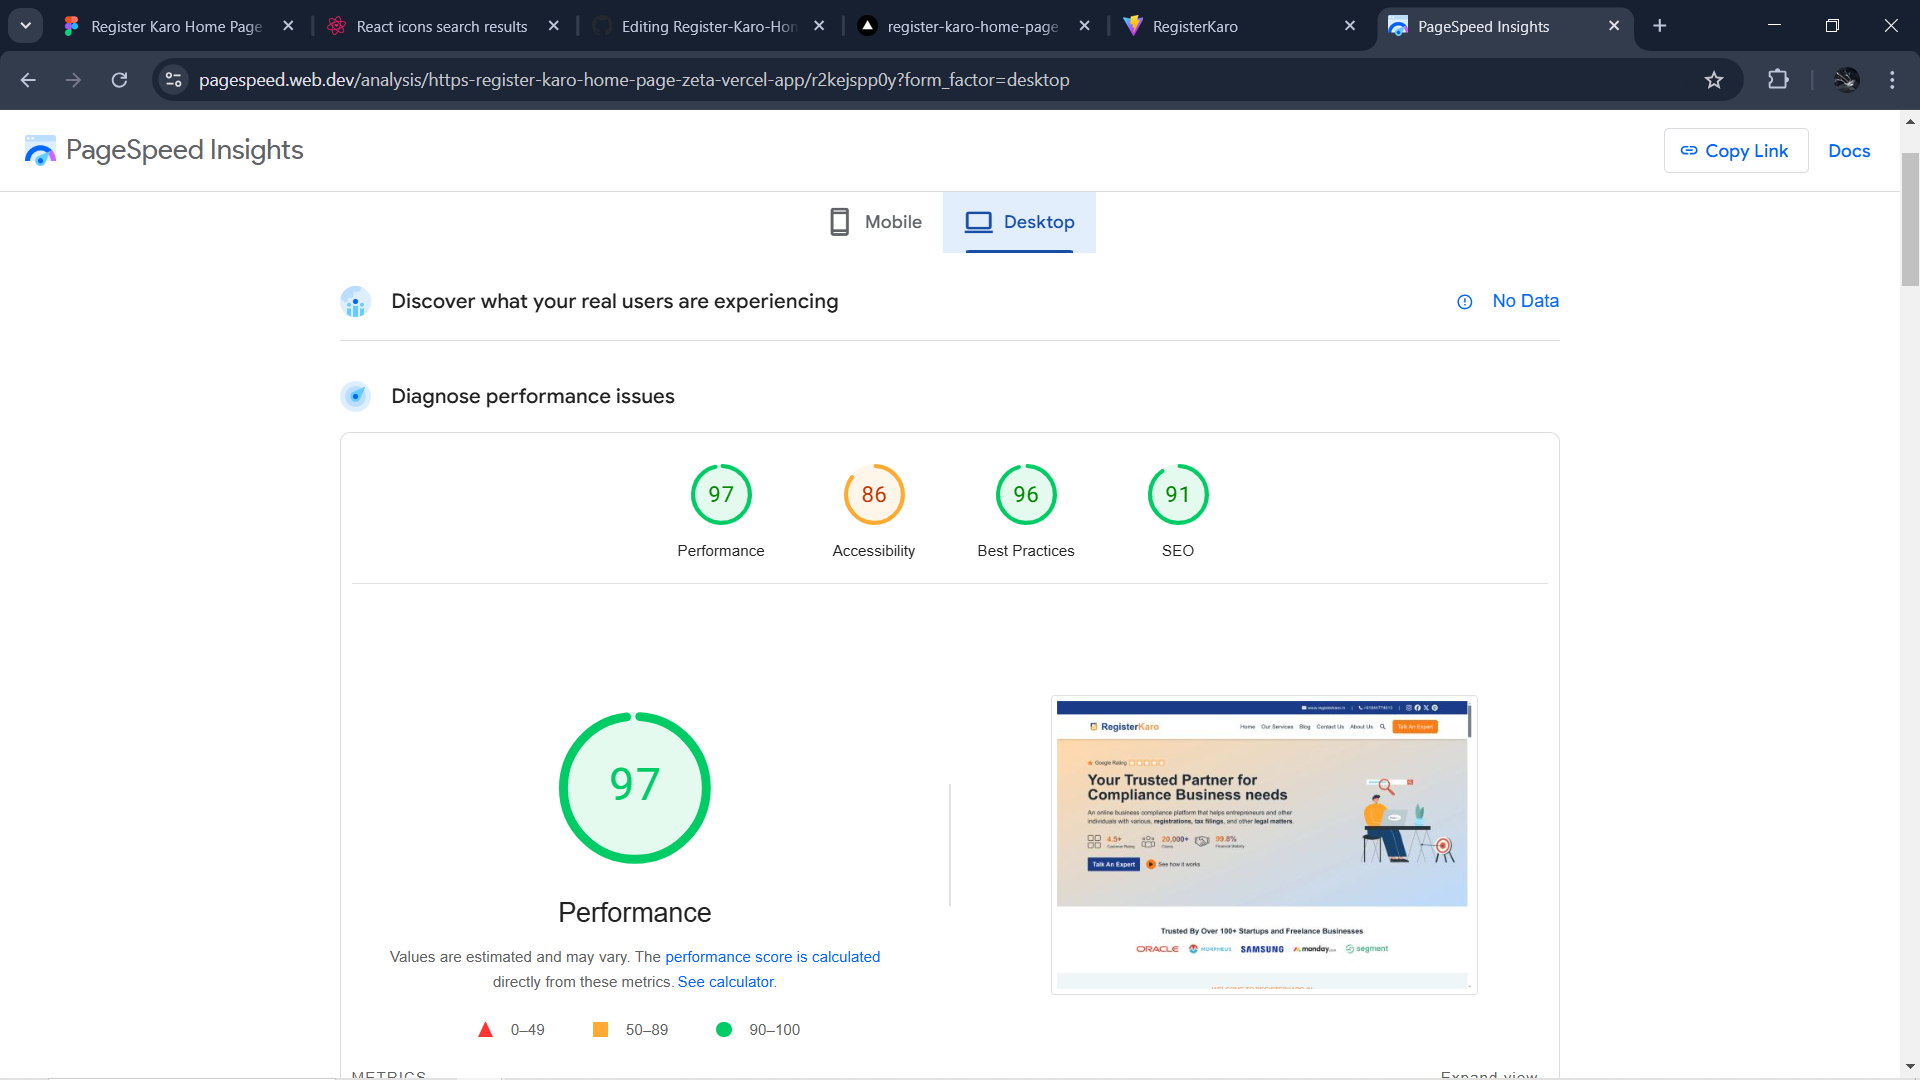 Register Karo Home Page
React icons search results
Editing Register-Karo-Hon
register-karo-home-page
RegisterKaro
PageSpeed Insights
pagespeed.web.dev/analysis/https-register-karo-home-page-zeta-vercel-app/r2kejspp0y?form_factor=desktop
PageSpeed Insights
Copy Link
Docs
Mobile
Desktop
Discover what your real users are experiencing
No Data
Diagnose performance issues
97
86
96
91
Performance
Accessibility
Best Practices
SEO
97
Performance
Values are estimated and may vary. The performance score is calculated
directly from these metrics. See calculator.
0–49
50–89
90–100
RegisterKaro
Home
Our Services
Blog
Contact Us
About Us
Talk An Expert
Google Rating
Your Trusted Partner for
Compliance Business needs
An online business compliance platform that helps entrepreneurs and other
individuals with various, registrations, tax filings, and other legal matters.
4.5+
Customer Rating
20,000+
Clients
99.8%
Financial Stability
Talk An Expert
See how it works
Trusted By Over 100+ Startups and Freelance Businesses
ORACLE
MORPHEUS
SAMSUNG
monday.com
segment
METRICS
Expand view